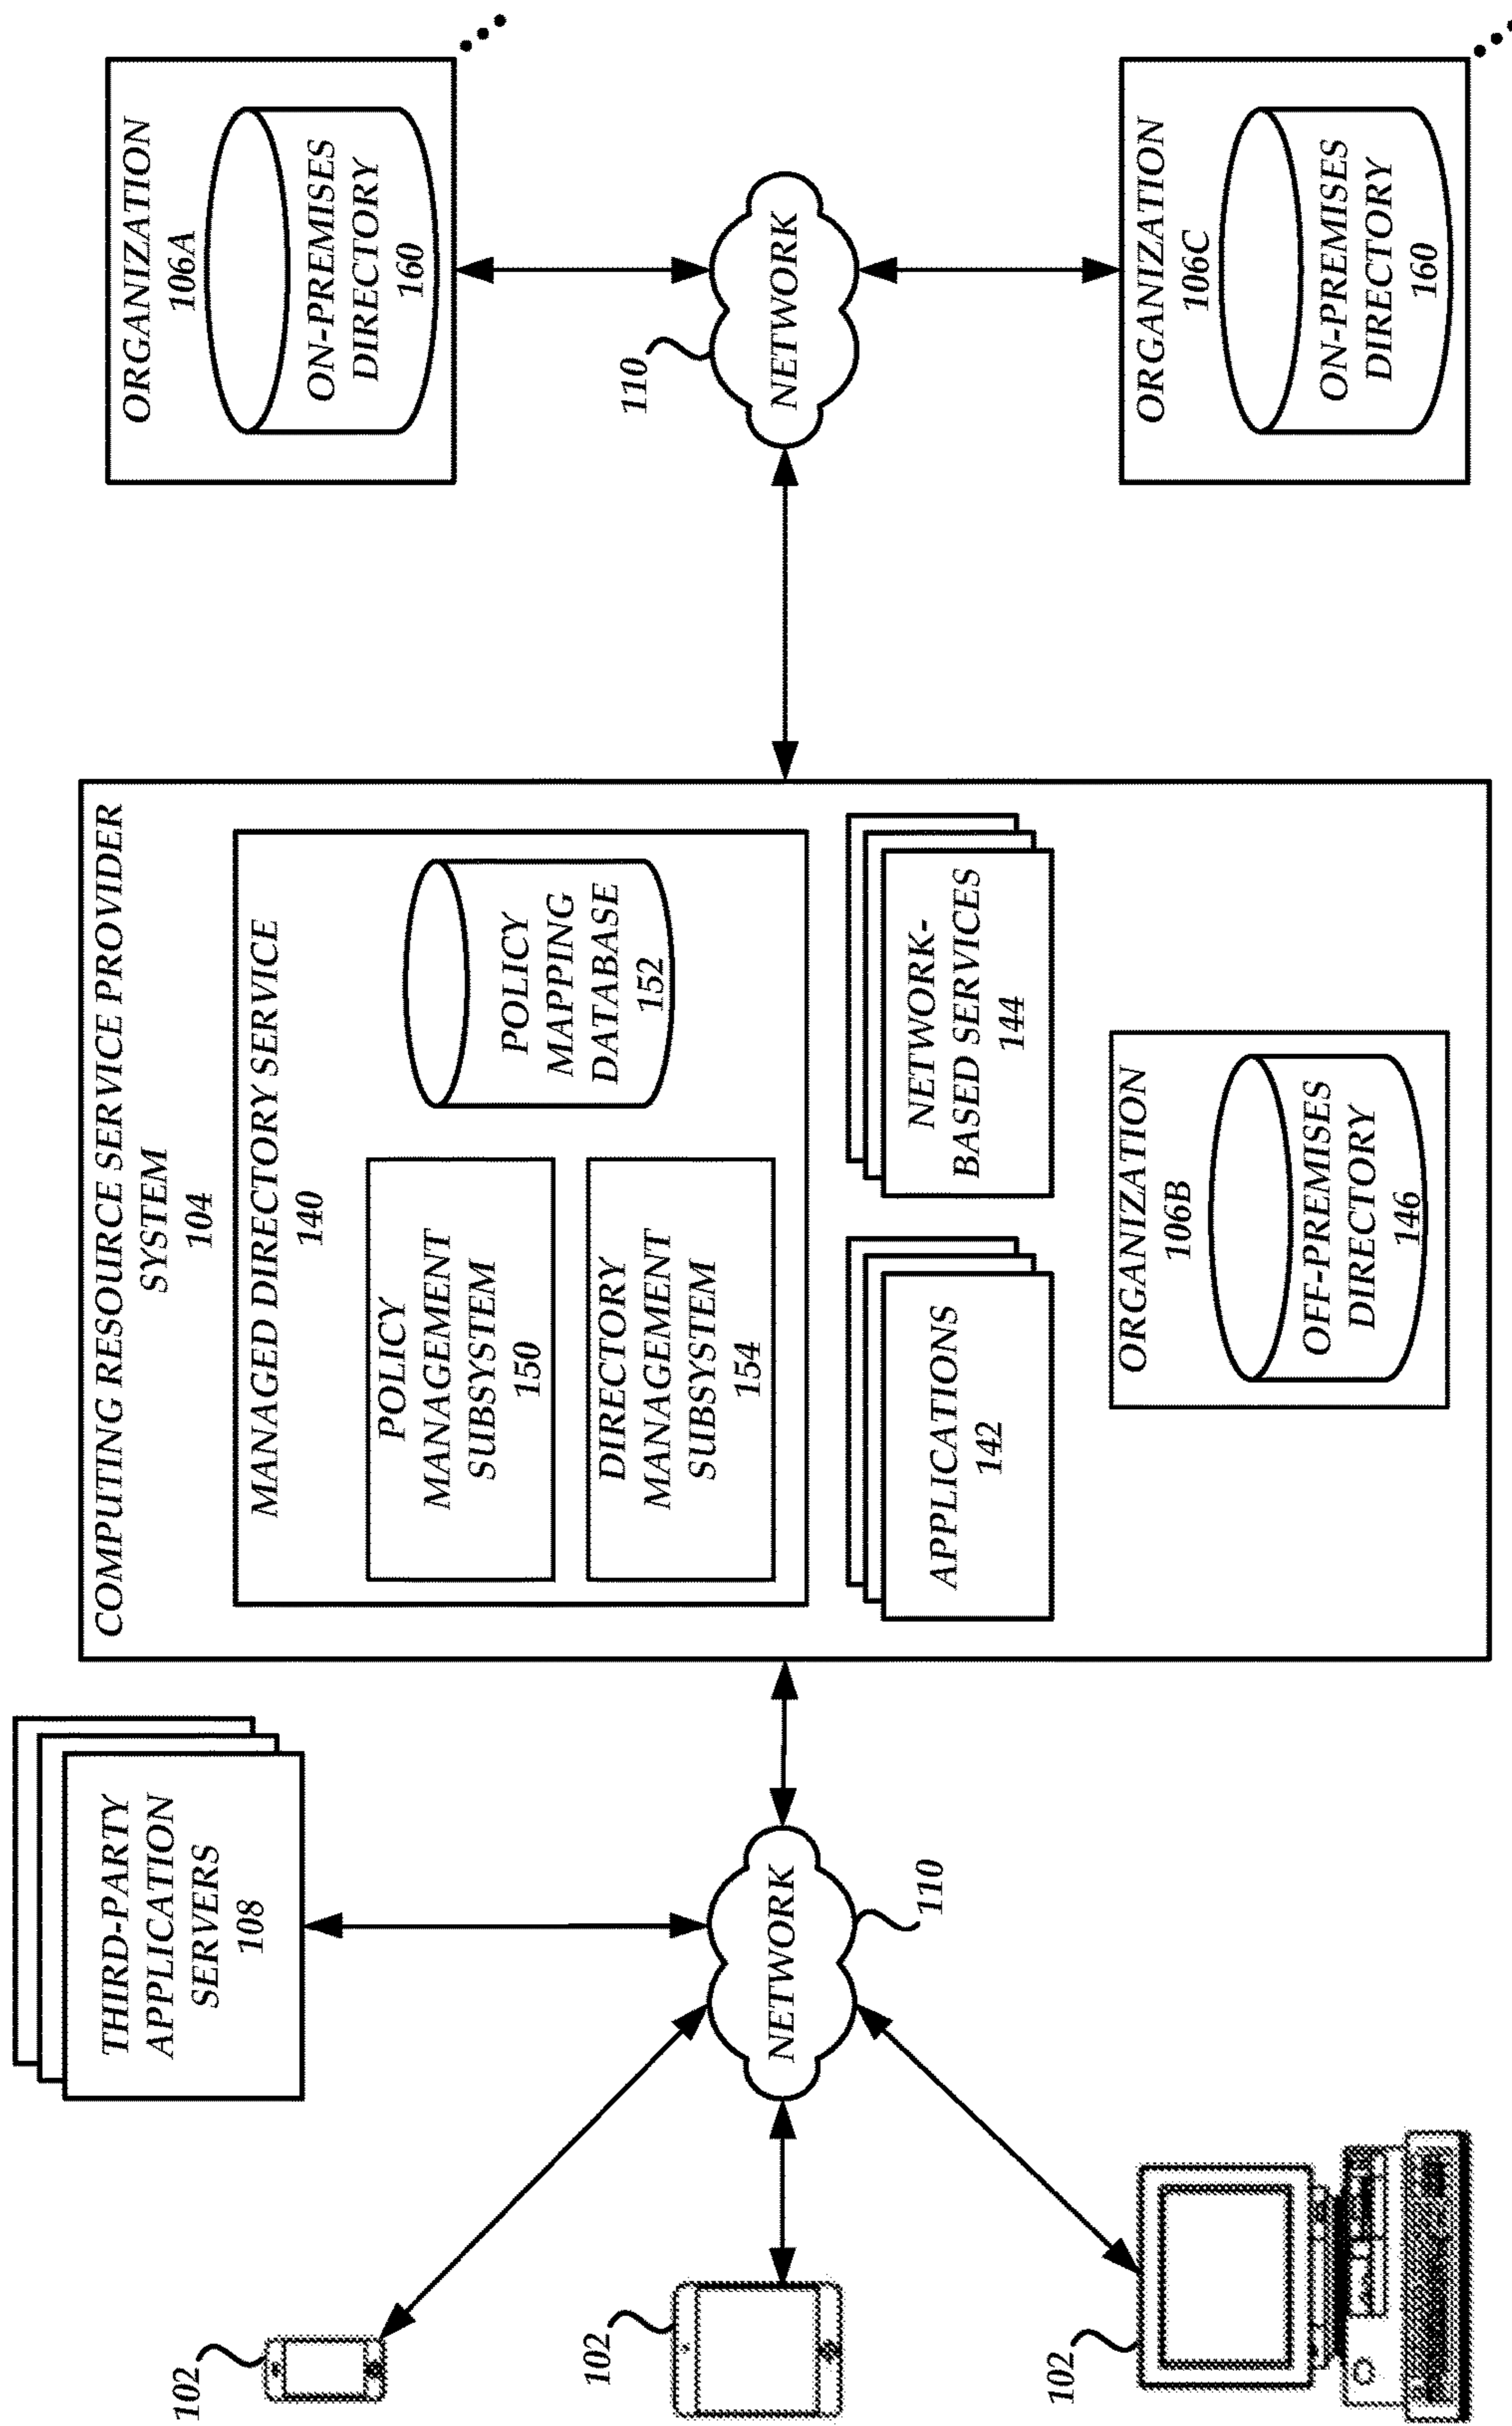 102
102
102
THIRD-PARTY
APPLICATION
SERVERS
108
NETWORK
110
COMPUTING RESOURCE SERVICE PROVIDER
SYSTEM
104
MANAGED DIRECTORY SERVICE
140
POLICY
MANAGEMENT
SUBSYSTEM
150
DIRECTORY
MANAGEMENT
SUBSYSTEM
154
POLICY
MAPPING
DATABASE
152
APPLICATIONS
142
NETWORK-
BASED SERVICES
144
ORGANIZATION
106B
OFF-PREMISES
DIRECTORY
146
110
NETWORK
ORGANIZATION
106A
ON-PREMISES
DIRECTORY
160
ORGANIZATION
106C
ON-PREMISES
DIRECTORY
160